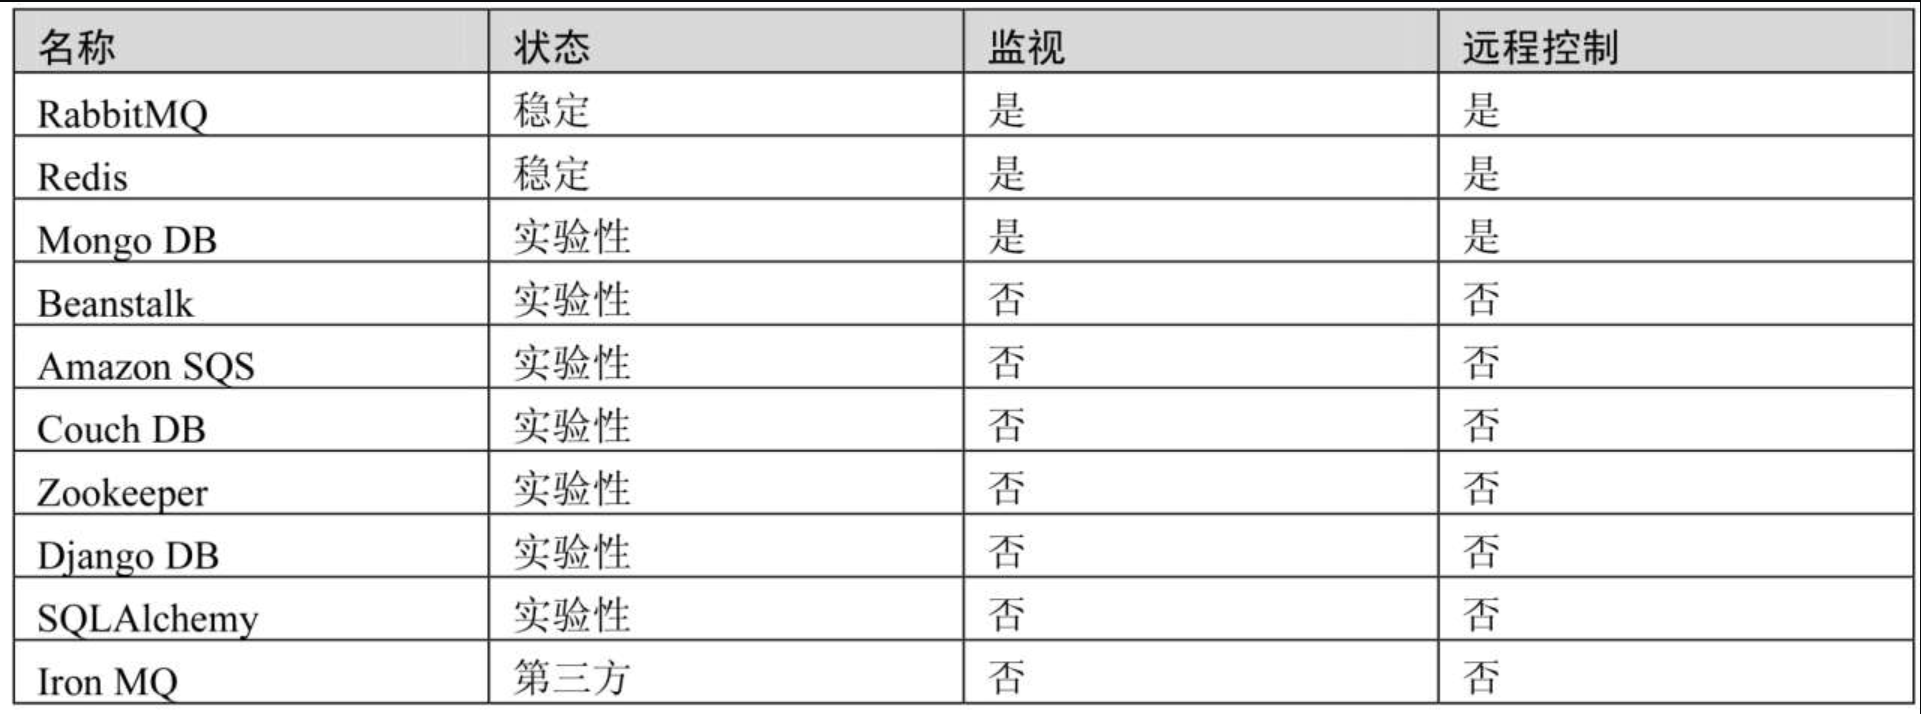 名称 状态 监视 远程控制
RabbitMQ 稳定 是 是
Redis 稳定 是 是
Mongo DB 实验性 是 是
Beanstalk 实验性 否 否
Amazon SQS 实验性 否 否
Couch DB 实验性 否 否
Zookeeper 实验性 否 否
Django DB 实验性 否 否
SQLAlchemy 实验性 否 否
Iron MQ 第三方 否 否